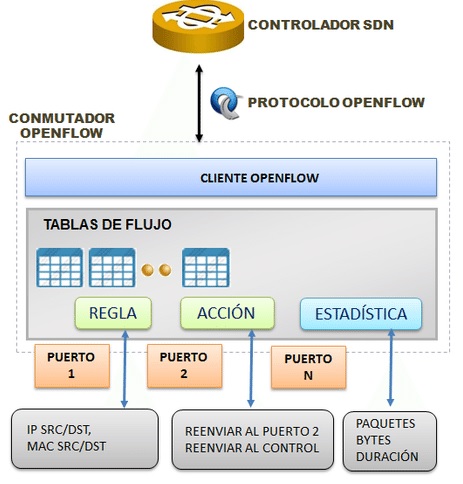 CONTROLADOR SDN
PROTOCOLO OPENFLOW
CONMUTADOR
OPENFLOW
CLIENTE OPENFLOW
TABLAS DE FLUJO
REGLA
ACCIÓN
ESTADÍSTICA
PUERTO
1
PUERTO
2
PUERTO
N
IP SRC/DST,
MAC SRC/DST
REENVIAR AL PUERTO 2
REENVIAR AL CONTROL
PAQUETES
BYTES
DURACIÓN